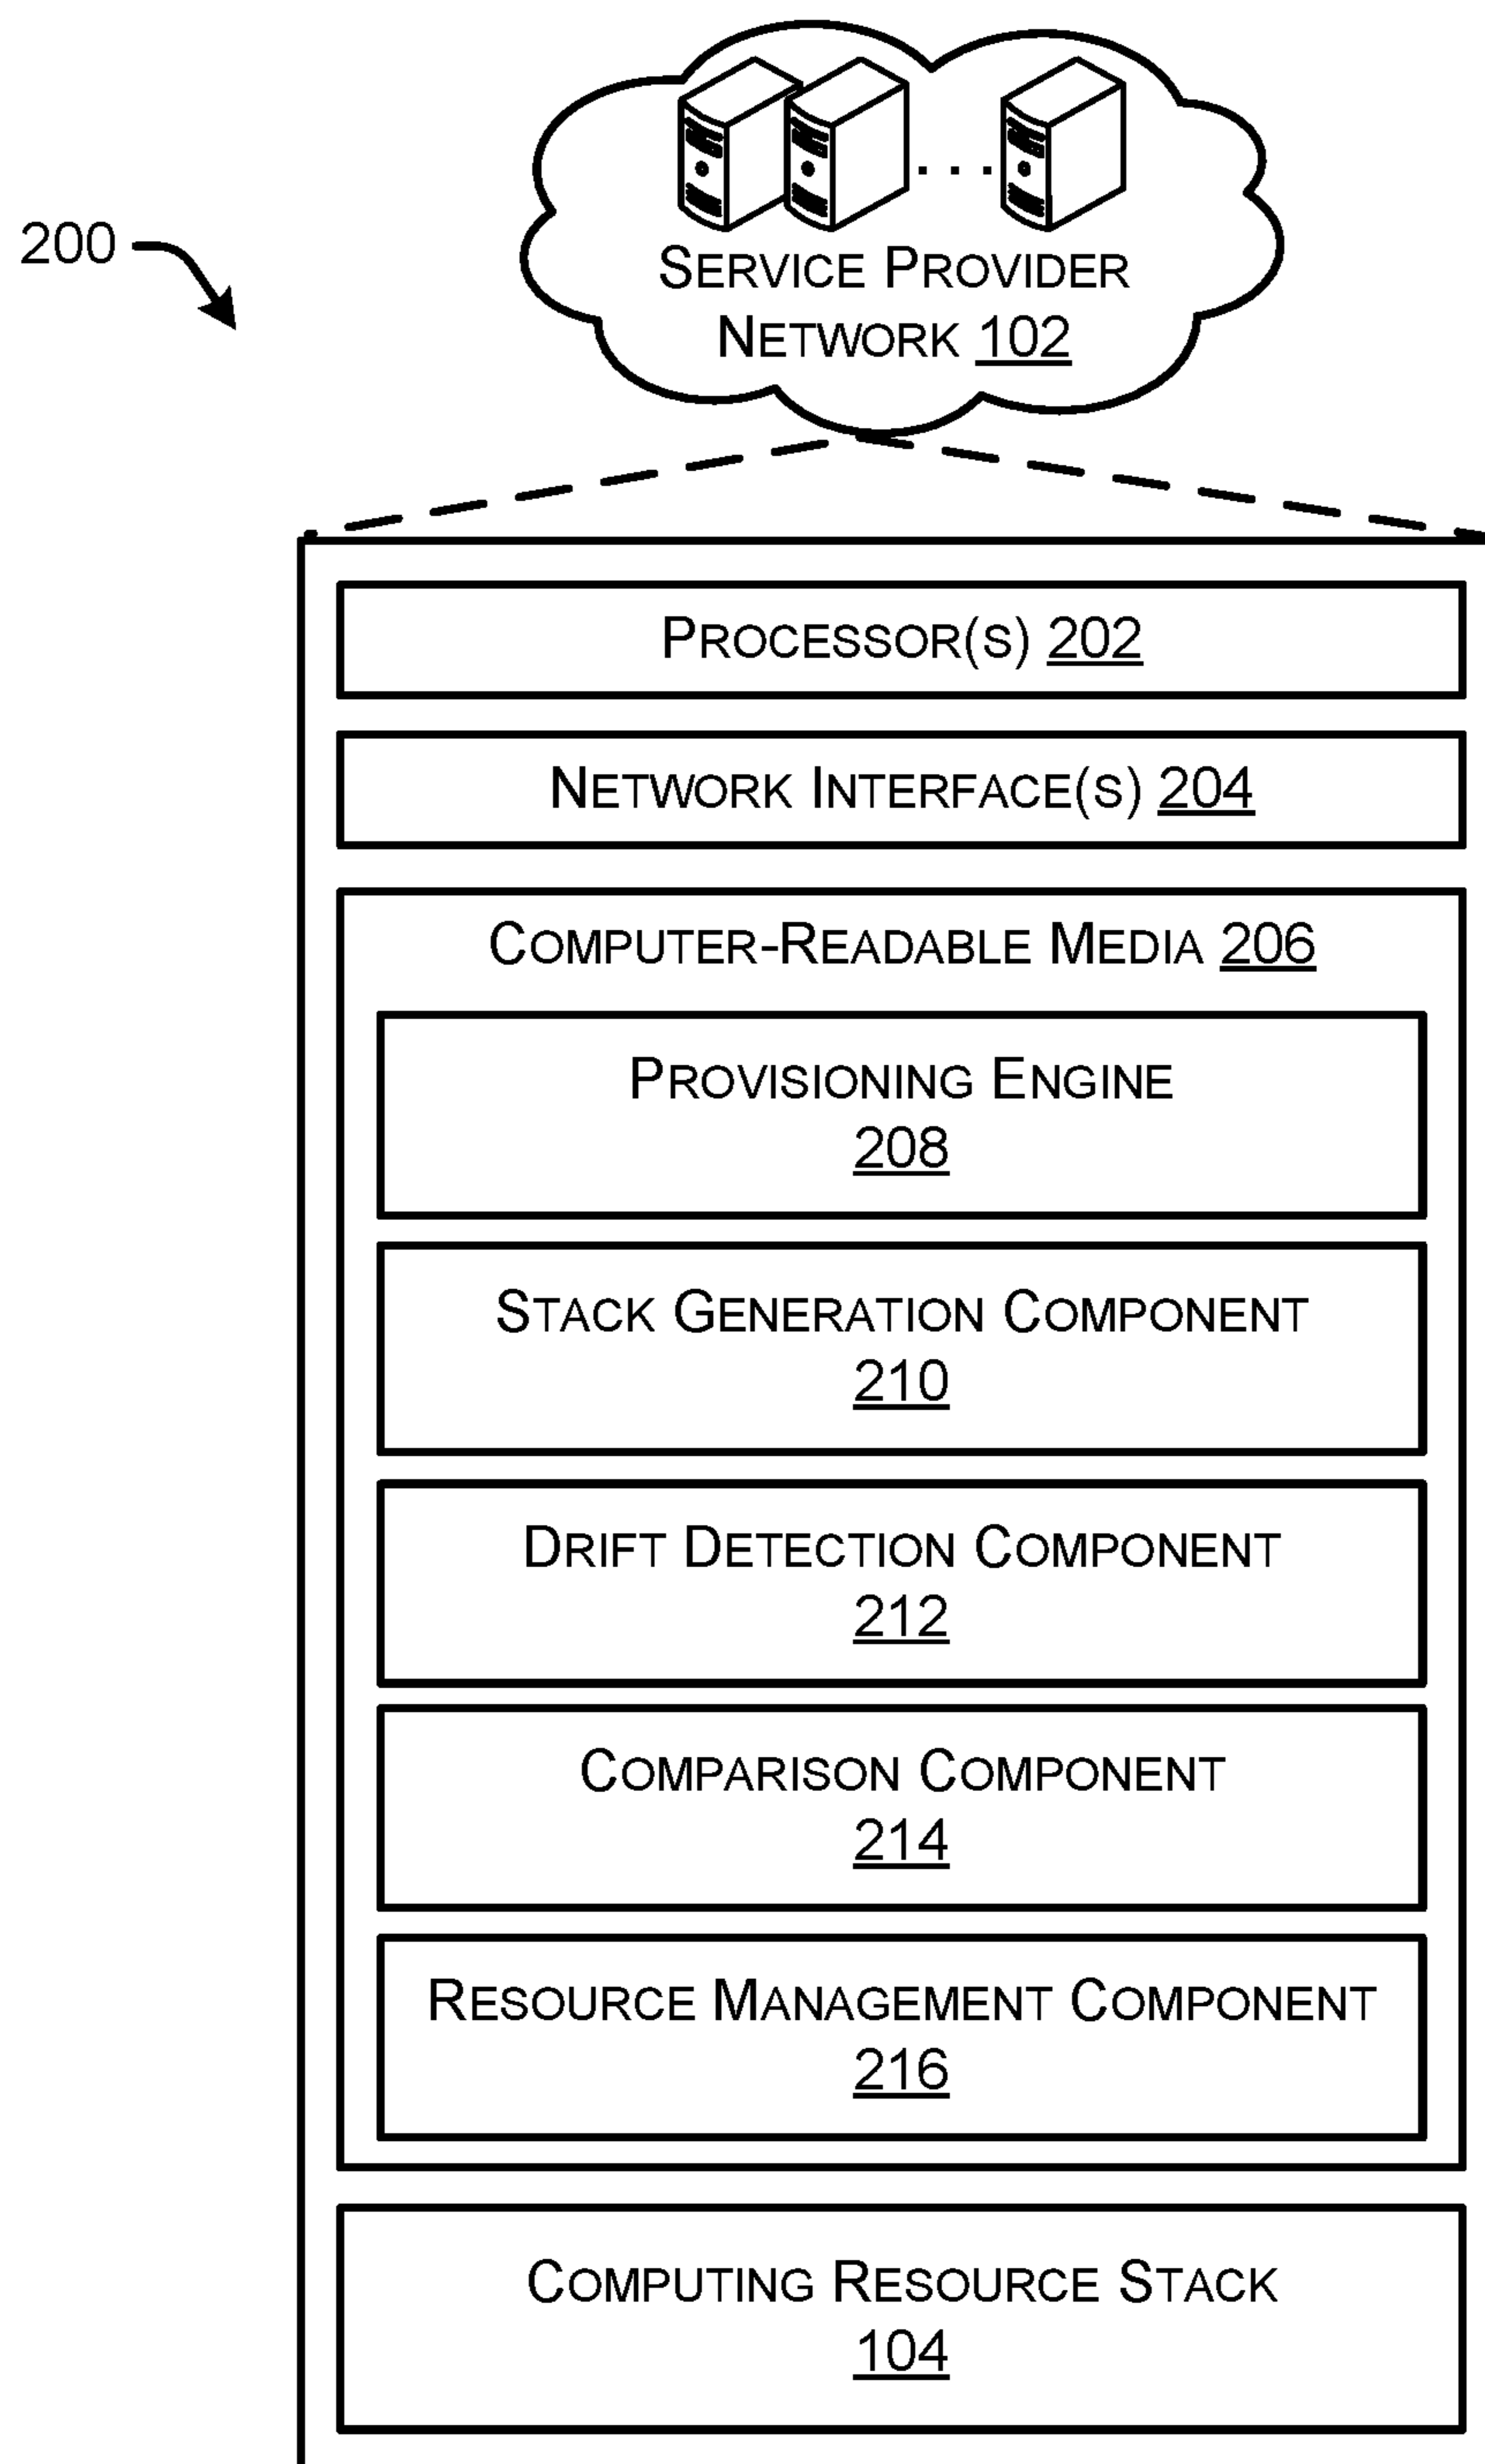 200
SERVICE PROVIDER
NETWORK 102
PROCESSOR(S) 202
NETWORK INTERFACE(S) 204
COMPUTER-READABLE MEDIA 206
PROVISIONING ENGINE
208
STACK GENERATION COMPONENT
210
DRIFT DETECTION COMPONENT
212
COMPARISON COMPONENT
214
RESOURCE MANAGEMENT COMPONENT
216
COMPUTING RESOURCE STACK
104